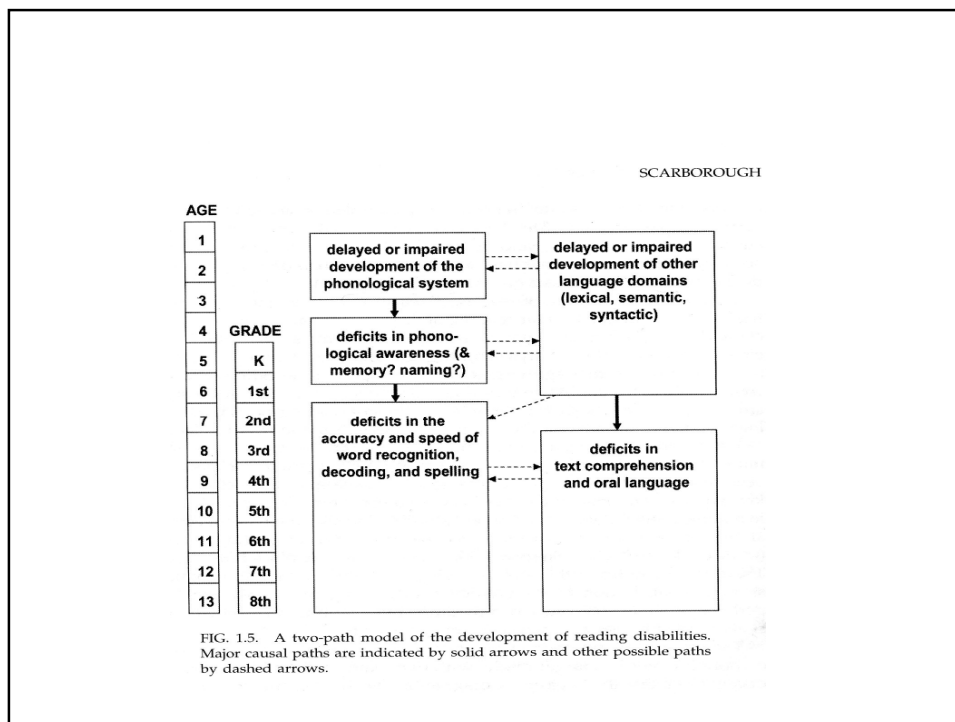 SCARBOROUGH
AGE
1
2
3
4
5
6
7
8
9
10
11
12
13
GRADE
K
1st
2nd
3rd
4th
5th
6th
7th
8th
delayed or impaired
development of the
phonological system
deficits in phono-
logical awareness (&
memory? naming?)
deficits in the
accuracy and speed of
word recognition,
decoding, and spelling
delayed or impaired
development of other
language domains
(lexical, semantic,
syntactic)
deficits in
text comprehension
and oral language
FIG. 1.5. A two-path model of the development of reading disabilities.
Major causal paths are indicated by solid arrows and other possible paths
by dashed arrows.